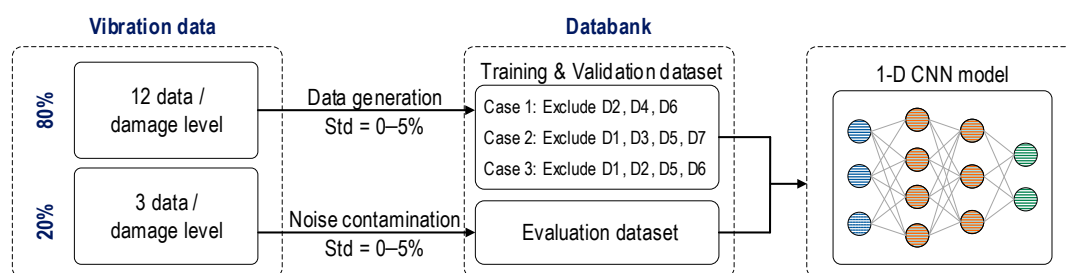 Vibration data
80%
12 data /
damage level
20%
3 data /
damage level
Data generation
Std = 0–5%
Noise contamination
Std = 0–5%
Databank
Training & Validation dataset
Case 1: Exclude D2, D4, D6
Case 2: Exclude D1, D3, D5, D7
Case 3: Exclude D1, D2, D5, D6
Evaluation dataset
1-D CNN model